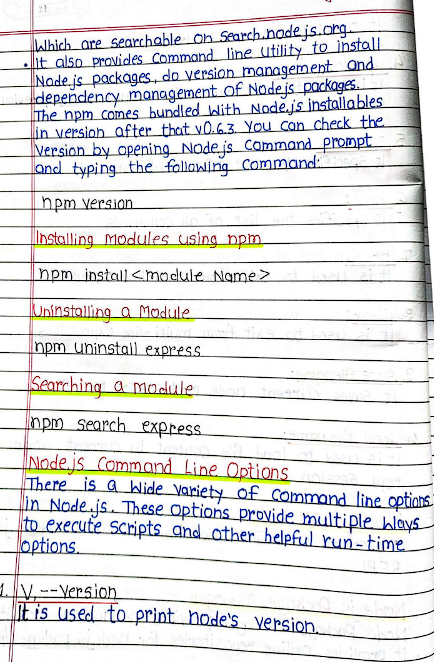 Which are searchable on search.node.js.org.
• It also provides command line utility to install
Node.js packages, do version management and
dependency management of Node.js packages.
The npm comes bundled with Node.js installables
in version after that v0.6.3. You can check the
version by opening Node.js command prompt
and typing the following command:
npm version
Installing Modules using npm
npm install <module Name>
Uninstalling a Module
npm uninstall express
Searching a module
npm search express
Node.js Command Line Options
There is a wide variety of command line options
in Node.js. These options provide multiple ways
to execute scripts and other helpful run-time
options.
1. V, --version
It is used to print node's version.